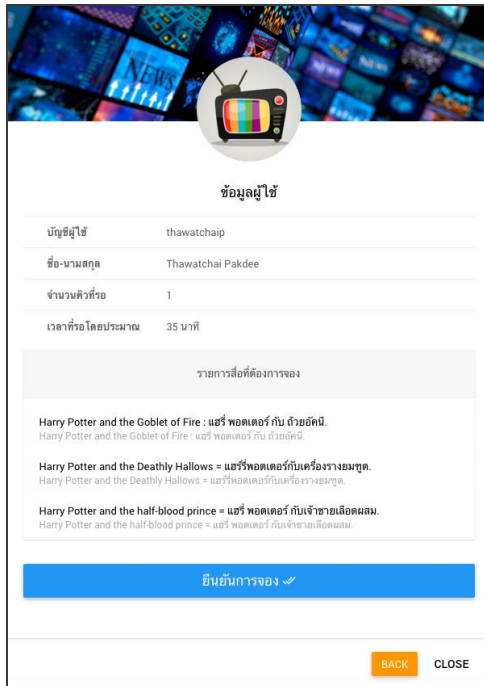 NEWS
NEWS
ข้อมูลผู้ใช้
บัญชีผู้ใช้ thawatchaip
ชื่อ-นามสกุล Thawatchai Pakdee
จำนวนคิวที่รอ 1
เวลาที่รอโดยประมาณ 35 นาที
รายการสื่อที่ต้องการจอง
Harry Potter and the Goblet of Fire : แฮรี่ พอตเตอร์ กับ ถ้วยอัคนี.
Harry Potter and the Goblet of Fire : แฮรี่ พอตเตอร์ กับ ถ้วยอัคนี.
Harry Potter and the Deathly Hallows = แฮร์รี่พอตเตอร์กับเครื่องรางยมฑูต.
Harry Potter and the Deathly Hallows = แฮร์รี่พอตเตอร์กับเครื่องรางยมฑูต.
Harry Potter and the half-blood prince = แฮรี่ พอตเตอร์ กับเจ้าชายเลือดผสม.
Harry Potter and the half-blood prince = แฮรี่ พอตเตอร์ กับเจ้าชายเลือดผสม.
ยืนยันการจอง
BACK CLOSE